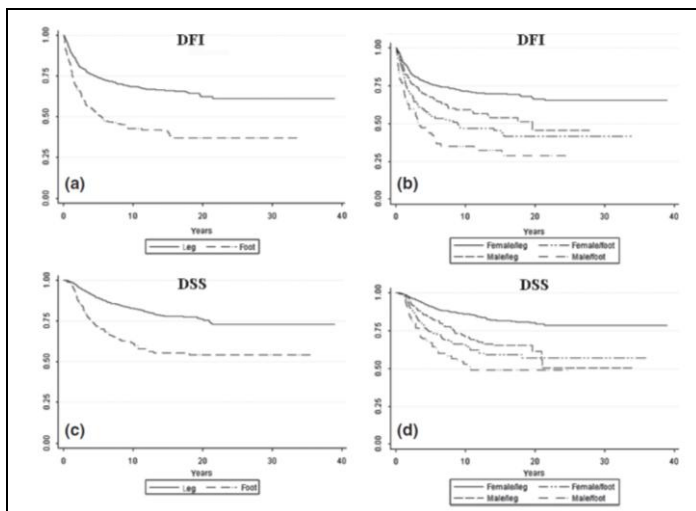 DFI
1.00
0.75
0.50
0.25
0.00
(a)
0 10 20 30 40
Years
Leg Foot
DFI
1.00
0.75
0.50
0.25
0.00
(b)
0 10 20 30 40
Years
Female/leg Female/foot
Male/leg Male/foot
DSS
1.00
0.75
0.50
0.25
0.00
(c)
0 10 20 30 40
Years
Leg Foot
DSS
1.00
0.75
0.50
0.25
0.00
(d)
0 10 20 30 40
Years
Female/leg Female/foot
Male/leg Male/foot